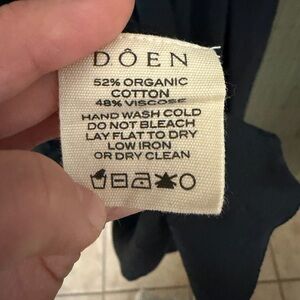 DÔEN
52% ORGANIC
COTTON
48% VISCOSE
HAND WASH COLD
DO NOT BLEACH
LAY FLAT TO DRY
LOW IRON
OR DRY CLEAN